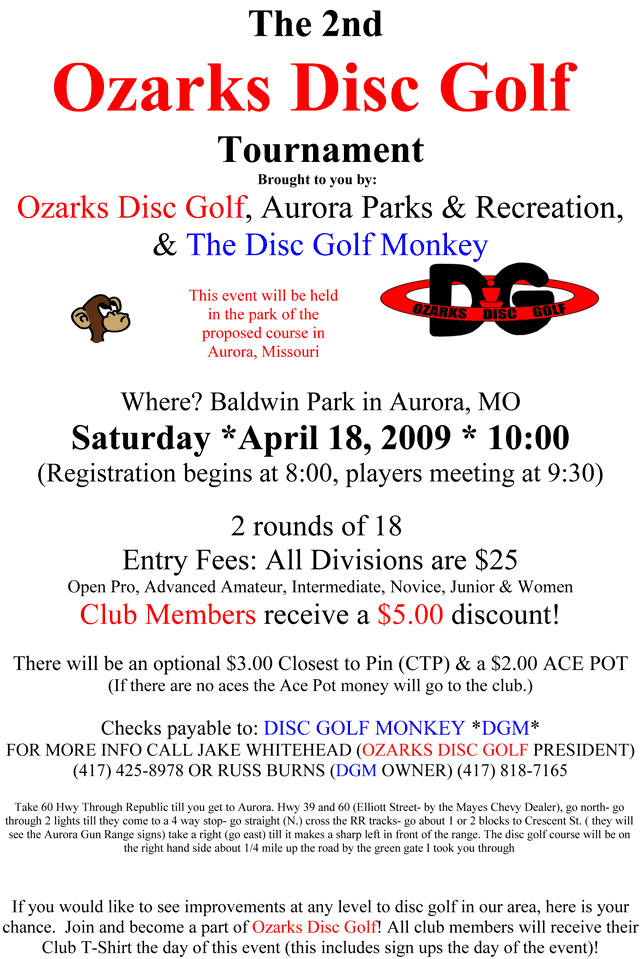 The 2nd
Ozarks Disc Golf
Tournament
Brought to you by:
Ozarks Disc Golf, Aurora Parks & Recreation,
& The Disc Golf Monkey
This event will be held
in the park of the
proposed course in
Aurora, Missouri
DG
OZARKS DISC GOLF
Where? Baldwin Park in Aurora, MO
Saturday *April 18, 2009 * 10:00
(Registration begins at 8:00, players meeting at 9:30)
2 rounds of 18
Entry Fees: All Divisions are $25
Open Pro, Advanced Amateur, Intermediate, Novice, Junior & Women
Club Members receive a $5.00 discount!
There will be an optional $3.00 Closest to Pin (CTP) & a $2.00 ACE POT
(If there are no aces the Ace Pot money will go to the club.)
Checks payable to: DISC GOLF MONKEY *DGM*
FOR MORE INFO CALL JAKE WHITEHEAD (OZARKS DISC GOLF PRESIDENT)
(417) 425-8978 OR RUSS BURNS (DGM OWNER) (417) 818-7165
Take 60 Hwy Through Republic till you get to Aurora. Hwy 39 and 60 (Elliott Street- by the Mayes Chevy Dealer), go north- go
through 2 lights till they come to a 4 way stop- go straight (N.) cross the RR tracks- go about 1 or 2 blocks to Crescent St. ( they will
see the Aurora Gun Range signs) take a right (go east) till it makes a sharp left in front of the range. The disc golf course will be on
the right hand side about 1/4 mile up the road by the green gate I took you through
If you would like to see improvements at any level to disc golf in our area, here is your
chance.  Join and become a part of Ozarks Disc Golf! All club members will receive their
Club T-Shirt the day of this event (this includes sign ups the day of the event)!